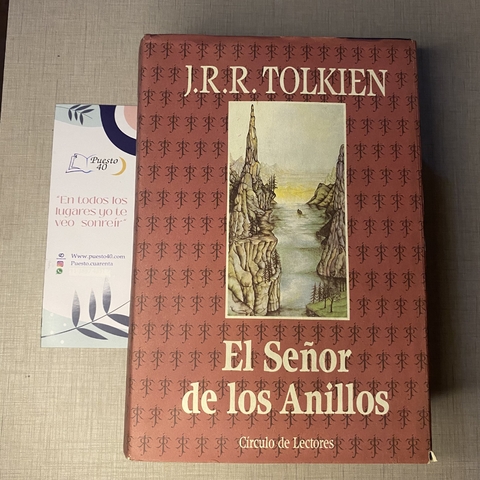 J.R.R. TOLKIEN
El Señor
de los Anillos
Círculo de Lectores
Puesto
40
"En todos los
lugares yo te
veo sonreír"
Www.puesto40.com
Puesto.cuarenta